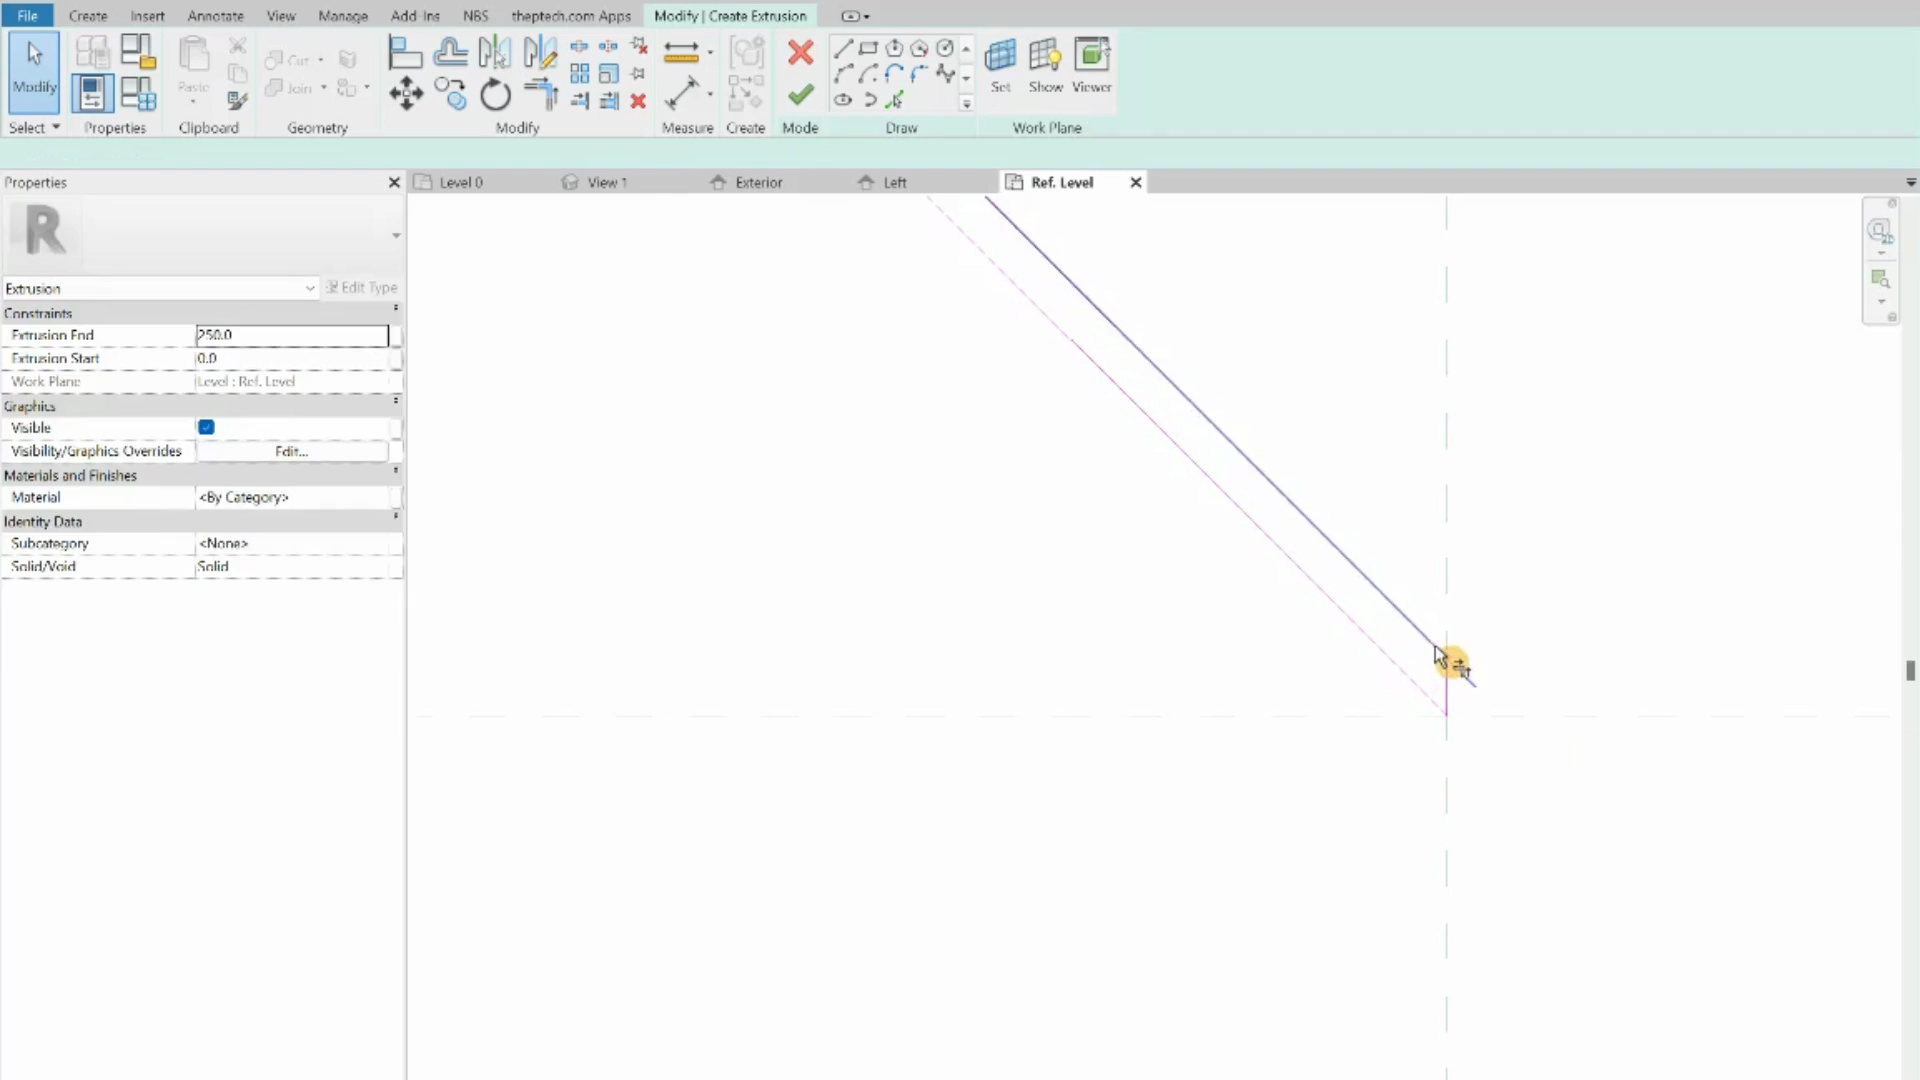 File Create Insert Annotate View Manage Add-Ins NBS theptech.com Apps Modify | Create Extrusion
Modify Paste Cut Join Set Show Viewer
Select Properties Clipboard Geometry Modify Measure Create Mode Draw Work Plane
Properties
Level 0 View 1 Exterior Left Ref. Level
R
Extrusion Edit Type
Constraints
Extrusion End 250.0
Extrusion Start 0.0
Work Plane Level : Ref. Level
Graphics
Visible
Visibility/Graphics Overrides Edit...
Materials and Finishes
Material <By Category>
Identity Data
Subcategory <None>
Solid/Void Solid